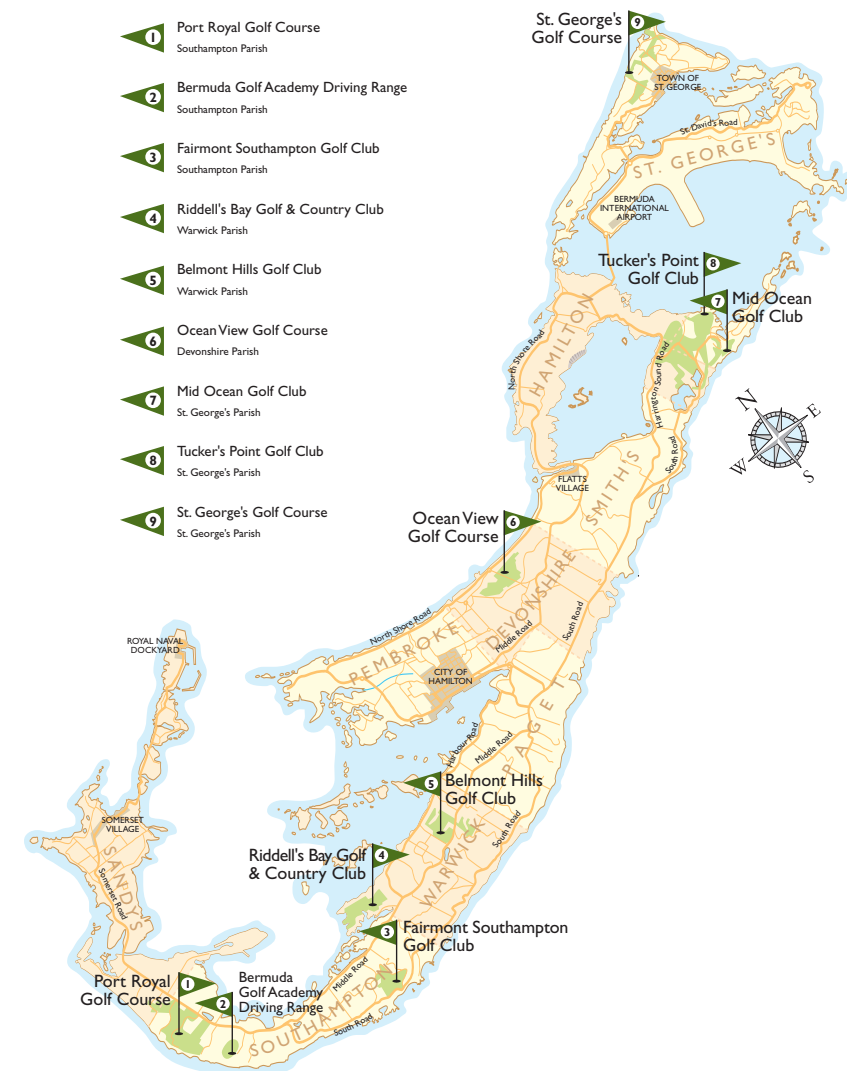 1
Port Royal Golf Course
Southampton Parish
2
Bermuda Golf Academy Driving Range
Southampton Parish
3
Fairmont Southampton Golf Club
Southampton Parish
4
Riddell's Bay Golf & Country Club
Warwick Parish
5
Belmont Hills Golf Club
Warwick Parish
6
Ocean View Golf Course
Devonshire Parish
7
Mid Ocean Golf Club
St. George's Parish
8
Tucker's Point Golf Club
St. George's Parish
9
St. George's Golf Course
St. George's Parish
St. George's
Golf Course
9
TOWN OF
ST. GEORGE
St. David's Road
ST. GEORGE'S
BERMUDA
INTERNATIONAL
AIRPORT
Tucker's Point
Golf Club
8
7
Mid Ocean
Golf Club
HAMILTON
North Shore Road
Harrington Sound Road
South Road
N
E
W
S
FLATTS
VILLAGE
SMITH'S
Ocean View
Golf Course
6
DEVONSHIRE
North Shore Road
Middle Road
South Road
PEMBROKE
CITY OF
HAMILTON
ROYAL NAVAL
DOCKYARD
PAGET
Harbour Road
Middle Road
5
Belmont Hills
Golf Club
South Road
WARWICK
SOMERSET
VILLAGE
SANDY'S
Somerset Road
Riddell's Bay Golf
& Country Club
4
3
Fairmont Southampton
Golf Club
Middle Road
Port Royal
Golf Course
1
2
Bermuda
Golf Academy
Driving Range
SOUTHAMPTON
South Road